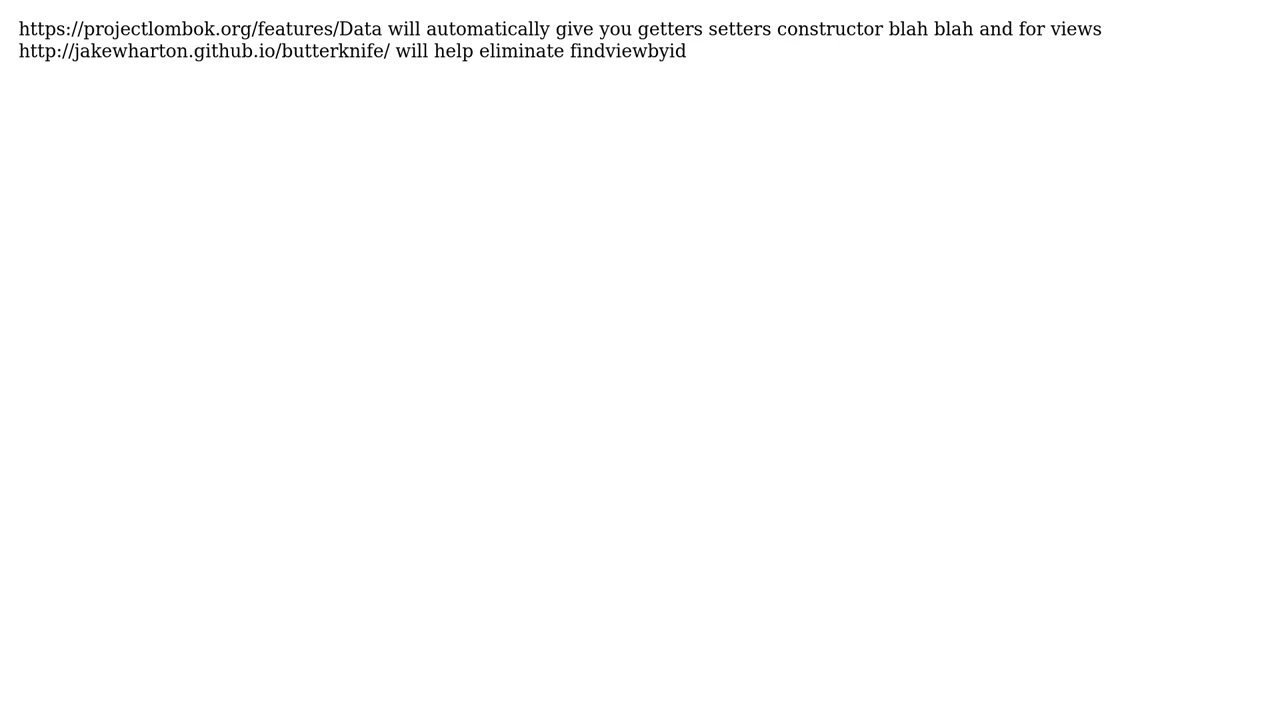 https://projectlombok.org/features/Data will automatically give you getters setters constructor blah blah and for views
http://jakewharton.github.io/butterknife/ will help eliminate findviewbyid